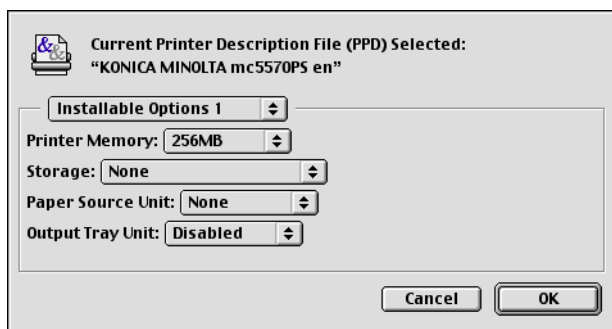 Current Printer Description File (PPD) Selected:
“KONICA MINOLTA mc5570PS en”
Installable Options 1
Printer Memory: 256MB
Storage: None
Paper Source Unit: None
Output Tray Unit: Disabled
Cancel OK